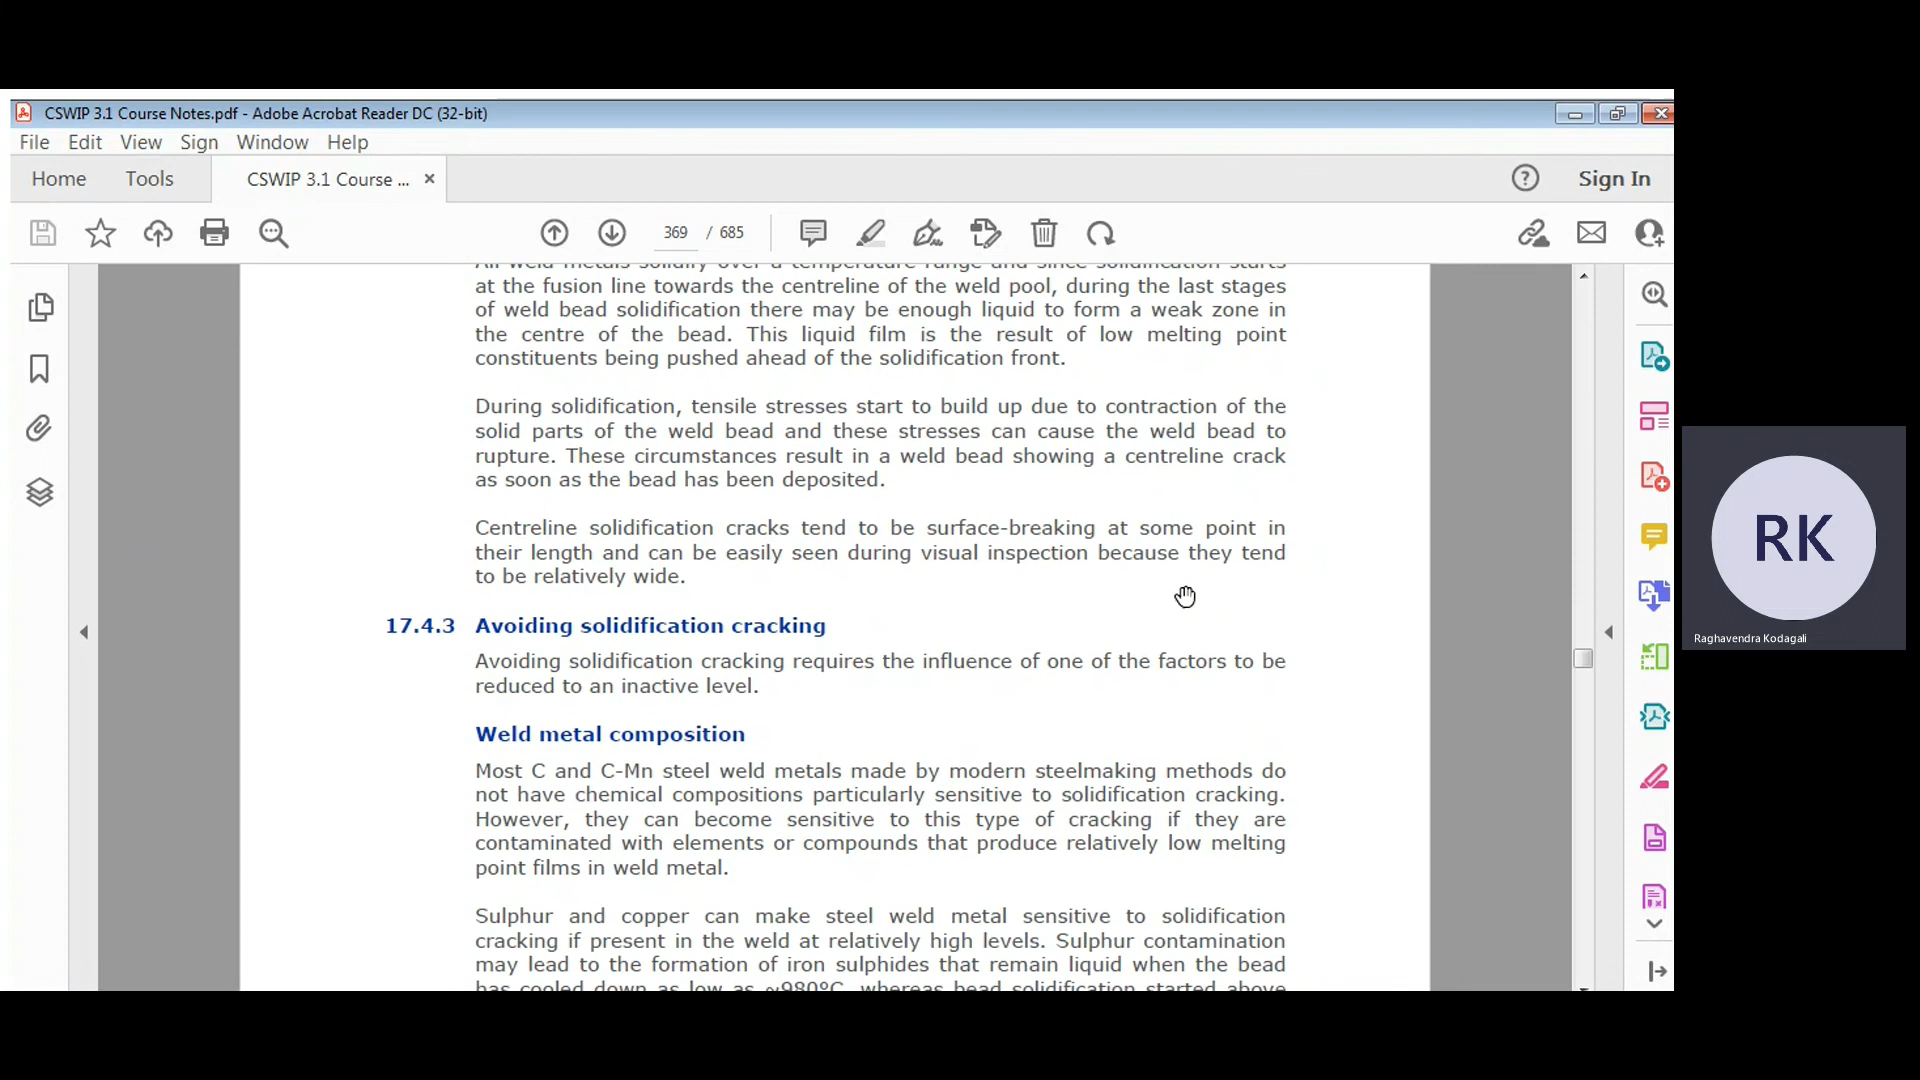 CSWIP 3.1 Course Notes.pdf - Adobe Acrobat Reader DC (32-bit)
File Edit View Sign Window Help
Home Tools CSWIP 3.1 Course ... × Sign In
369 / 685
All weld metals solidify over a temperature range and since solidification starts
at the fusion line towards the centreline of the weld pool, during the last stages
of weld bead solidification there may be enough liquid to form a weak zone in
the centre of the bead. This liquid film is the result of low melting point
constituents being pushed ahead of the solidification front.
During solidification, tensile stresses start to build up due to contraction of the
solid parts of the weld bead and these stresses can cause the weld bead to
rupture. These circumstances result in a weld bead showing a centreline crack
as soon as the bead has been deposited.
Centreline solidification cracks tend to be surface-breaking at some point in
their length and can be easily seen during visual inspection because they tend
to be relatively wide.
17.4.3 Avoiding solidification cracking
Avoiding solidification cracking requires the influence of one of the factors to be
reduced to an inactive level.
Weld metal composition
Most C and C-Mn steel weld metals made by modern steelmaking methods do
not have chemical compositions particularly sensitive to solidification cracking.
However, they can become sensitive to this type of cracking if they are
contaminated with elements or compounds that produce relatively low melting
point films in weld metal.
Sulphur and copper can make steel weld metal sensitive to solidification
cracking if present in the weld at relatively high levels. Sulphur contamination
may lead to the formation of iron sulphides that remain liquid when the bead
has cooled down as low as ~980°C, whereas bead solidification started above
RK
Raghavendra Kodagali